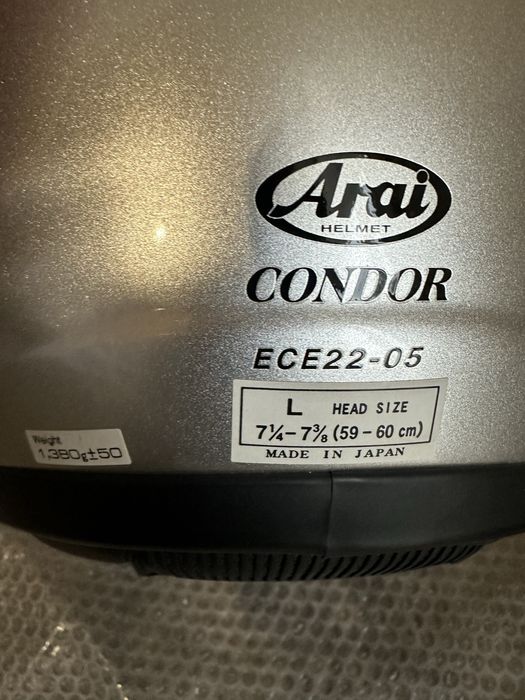 Arai
HELMET
CONDOR
ECE22-05
L HEAD SIZE
7¼-7⅜ (59-60 cm)
MADE IN JAPAN
Weight
1,380g±50